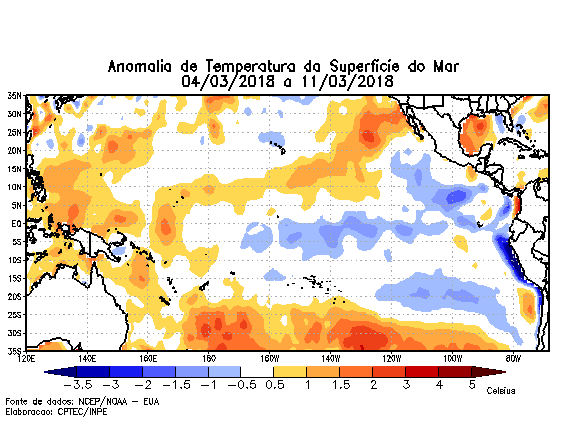 Anomalia de Temperatura da Superfície do Mar
04/03/2018 a 11/03/2018
35N
30N
25N
20N
15N
10N
5N
EQ
5S
10S
15S
20S
25S
30S
35S
120E 140E 160E 180 160W 140W 120W 100W 80W
-3.5 -3 -2 -1.5 -1 -0.5 0.5 1 1.5 2 3 4 5
Celsius
Fonte de dados: NCEP/NOAA - EUA
Elaboracao: CPTEC/INPE